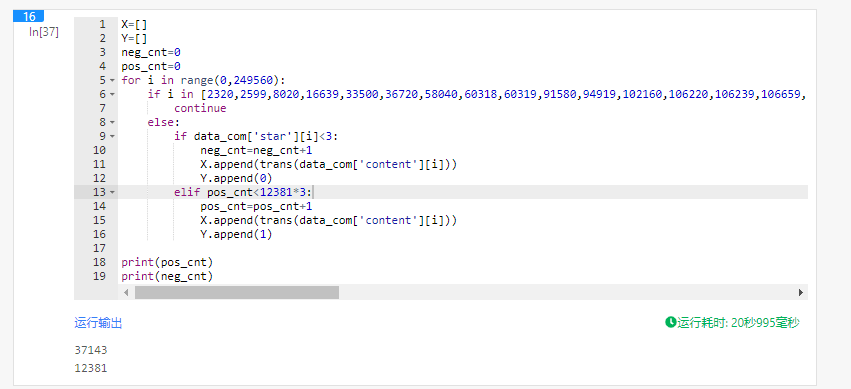 16
In[37]
1 X=[]
2 Y=[]
3 neg_cnt=0
4 pos_cnt=0
5 for i in range(0,249560):
6 if i in [2320,2599,8020,16639,33500,36720,58040,60318,60319,91580,94919,102160,106220,106239,106659,
7 continue
8 else:
9 if data_com['star'][i]<3:
10 neg_cnt=neg_cnt+1
11 X.append(trans(data_com['content'][i]))
12 Y.append(0)
13 elif pos_cnt<12381*3:
14 pos_cnt=pos_cnt+1
15 X.append(trans(data_com['content'][i]))
16 Y.append(1)
17
18 print(pos_cnt)
19 print(neg_cnt)
运行输出
运行耗时: 20秒995毫秒
37143
12381